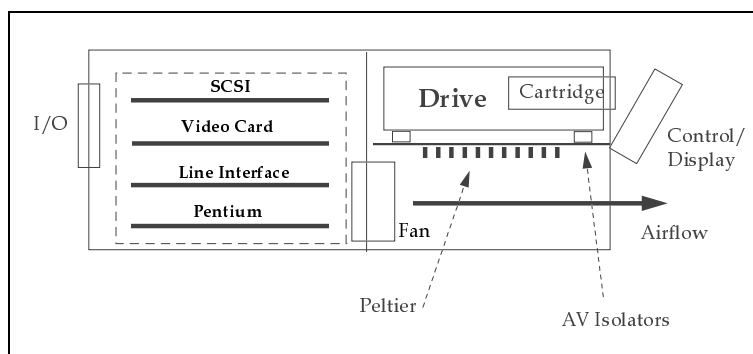 SCSI
Video Card
Line Interface
Pentium
I/O
Fan
Drive
Cartridge
Control/
Display
Airflow
Peltier
AV Isolators